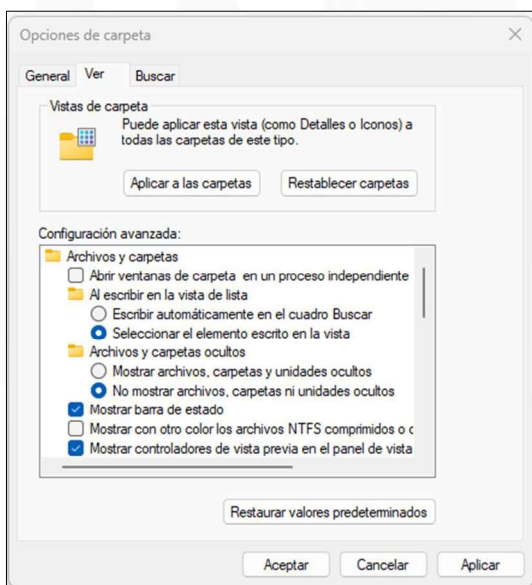 Opciones de carpeta
General Ver Buscar
Vistas de carpeta
Puede aplicar esta vista (como Detalles o Iconos) a
todas las carpetas de este tipo.
Aplicar a las carpetas Restablecer carpetas
Configuración avanzada:
Archivos y carpetas
Abrir ventanas de carpeta en un proceso independiente
Al escribir en la vista de lista
Escribir automáticamente en el cuadro Buscar
Seleccionar el elemento escrito en la vista
Archivos y carpetas ocultos
Mostrar archivos, carpetas y unidades ocultos
No mostrar archivos, carpetas ni unidades ocultos
Mostrar barra de estado
Mostrar con otro color los archivos NTFS comprimidos o c
Mostrar controladores de vista previa en el panel de vista
Restaurar valores predeterminados
Aceptar Cancelar Aplicar